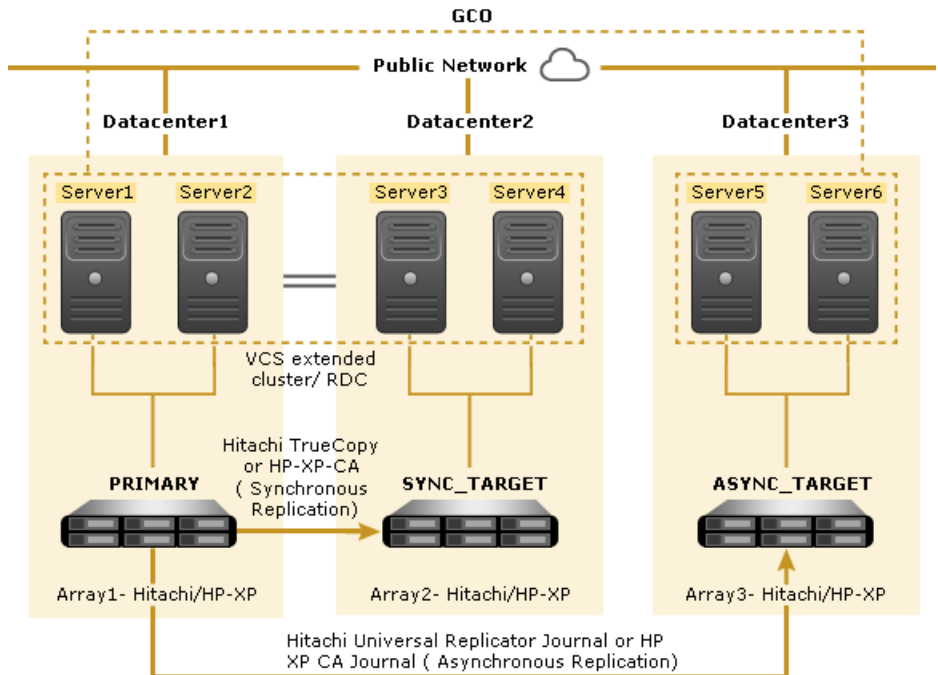 GCO
Public Network
Datacenter1
Datacenter2
Datacenter3
Server1
Server2
Server3
Server4
Server5
Server6
VCS extended
cluster/ RDC
Hitachi TrueCopy
or HP-XP-CA
( Synchronous
Replication)
PRIMARY
SYNC_TARGET
ASYNC_TARGET
Array1- Hitachi/HP-XP
Array2- Hitachi/HP-XP
Array3- Hitachi/HP-XP
Hitachi Universal Replicator Journal or HP
XP CA Journal ( Asynchronous Replication)